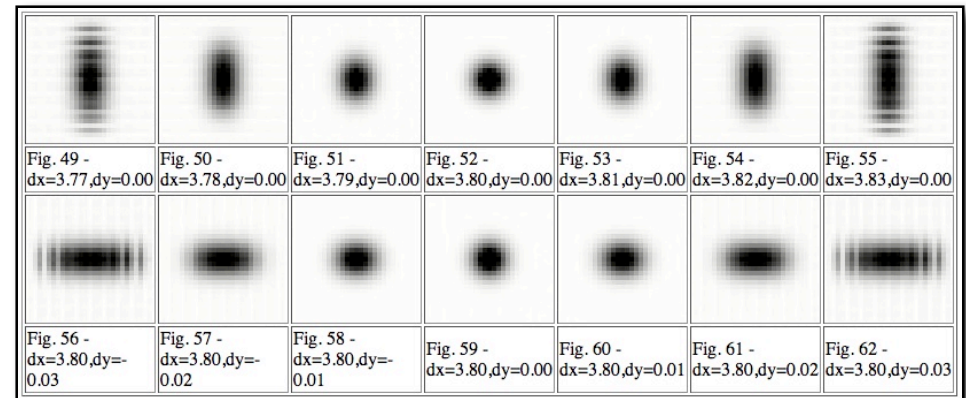 Fig. 49 -
dx=3.77,dy=0.00
Fig. 50 -
dx=3.78,dy=0.00
Fig. 51 -
dx=3.79,dy=0.00
Fig. 52 -
dx=3.80,dy=0.00
Fig. 53 -
dx=3.81,dy=0.00
Fig. 54 -
dx=3.82,dy=0.00
Fig. 55 -
dx=3.83,dy=0.00
Fig. 56 -
dx=3.80,dy=-
0.03
Fig. 57 -
dx=3.80,dy=-
0.02
Fig. 58 -
dx=3.80,dy=-
0.01
Fig. 59 -
dx=3.80,dy=0.00
Fig. 60 -
dx=3.80,dy=0.01
Fig. 61 -
dx=3.80,dy=0.02
Fig. 62 -
dx=3.80,dy=0.03